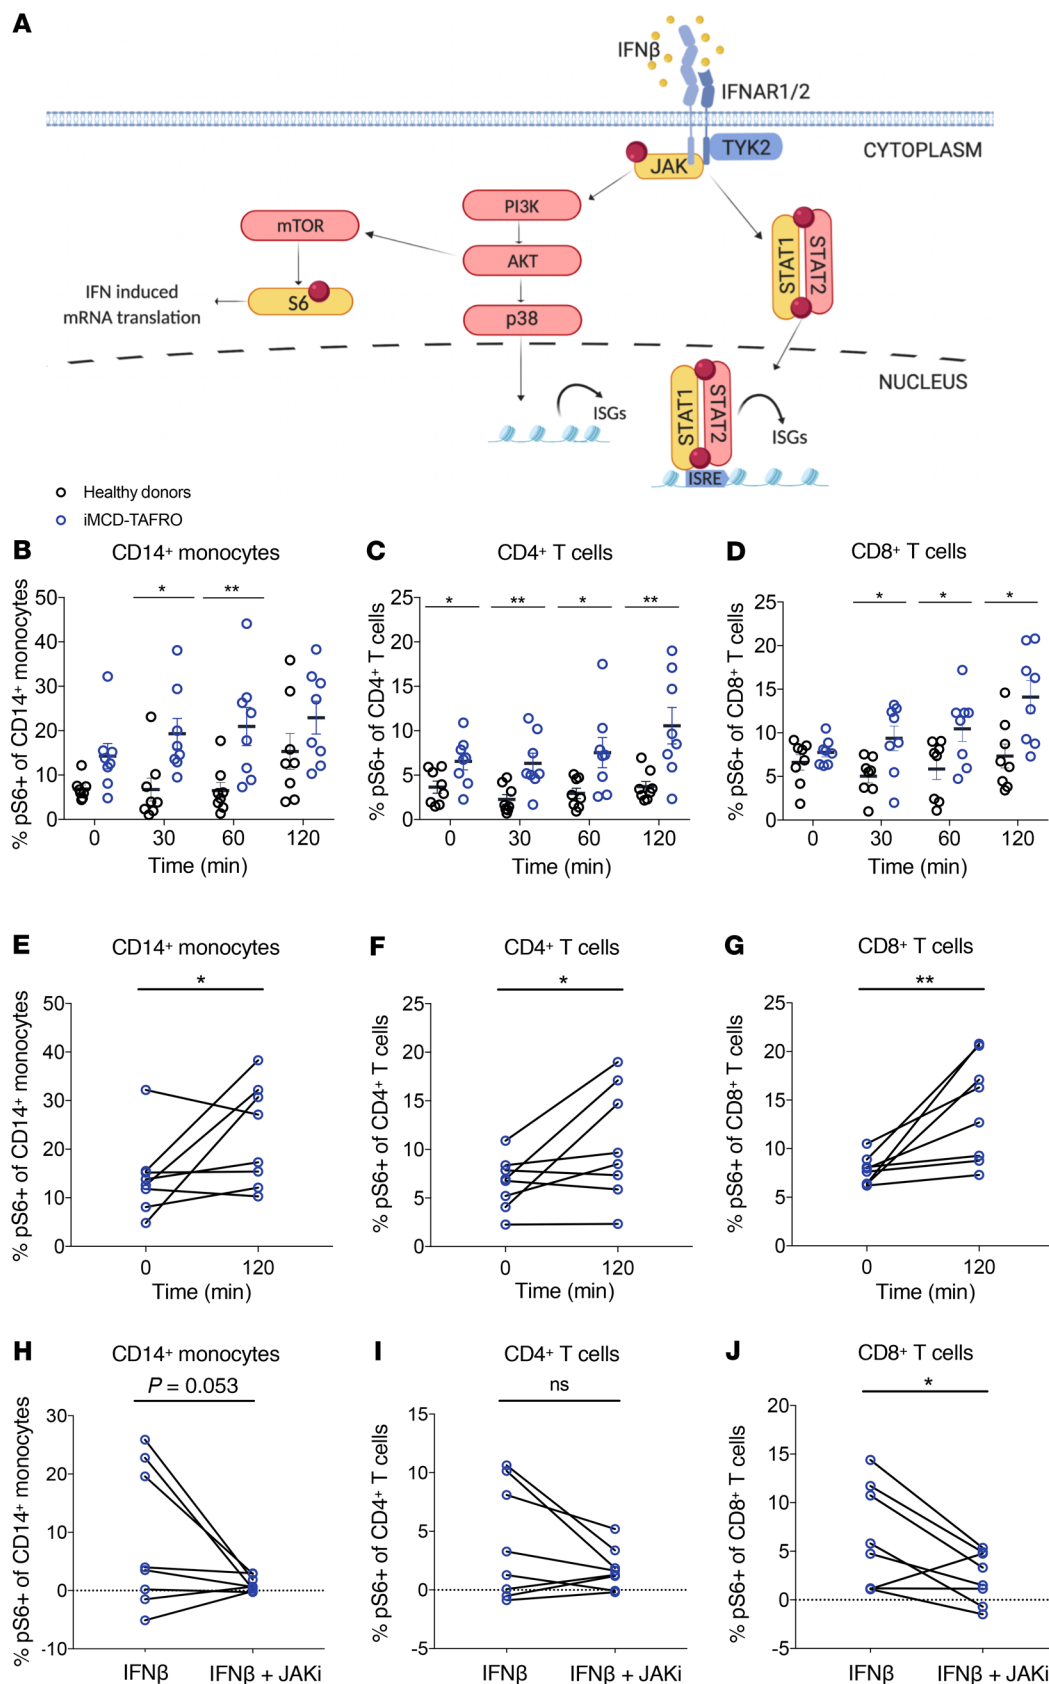 A
IFNβ
IFNAR1/2
TYK2
CYTOPLASM
JAK
PI3K
mTOR
AKT
STAT1
STAT2
S6
IFN induced
mRNA translation
p38
NUCLEUS
ISGs
STAT1
STAT2
ISGs
ISRE
Healthy donors
iMCD-TAFRO
B
CD14+ monocytes
% pS6+ of CD14+ monocytes
50
40
30
20
10
0
*
**
0 30 60 120
Time (min)
C
CD4+ T cells
% pS6+ of CD4+ T cells
25
20
15
10
5
0
*
**
*
**
0 30 60 120
Time (min)
D
CD8+ T cells
% pS6+ of CD8+ T cells
25
20
15
10
5
0
*
*
*
0 30 60 120
Time (min)
E
CD14+ monocytes
% pS6+ of CD14+ monocytes
*
50
40
30
20
10
0
0 120
Time (min)
F
CD4+ T cells
% pS6+ of CD4+ T cells
*
25
20
15
10
5
0
0 120
Time (min)
G
CD8+ T cells
% pS6+ of CD8+ T cells
**
25
20
15
10
5
0
0 120
Time (min)
H
CD14+ monocytes
% pS6+ of CD14+ monocytes
P = 0.053
30
20
10
0
-10
IFNβ IFNβ + JAKi
I
CD4+ T cells
% pS6+ of CD4+ T cells
ns
15
10
5
0
-5
IFNβ IFNβ + JAKi
J
CD8+ T cells
% pS6+ of CD8+ T cells
*
20
15
10
5
0
-5
IFNβ IFNβ + JAKi